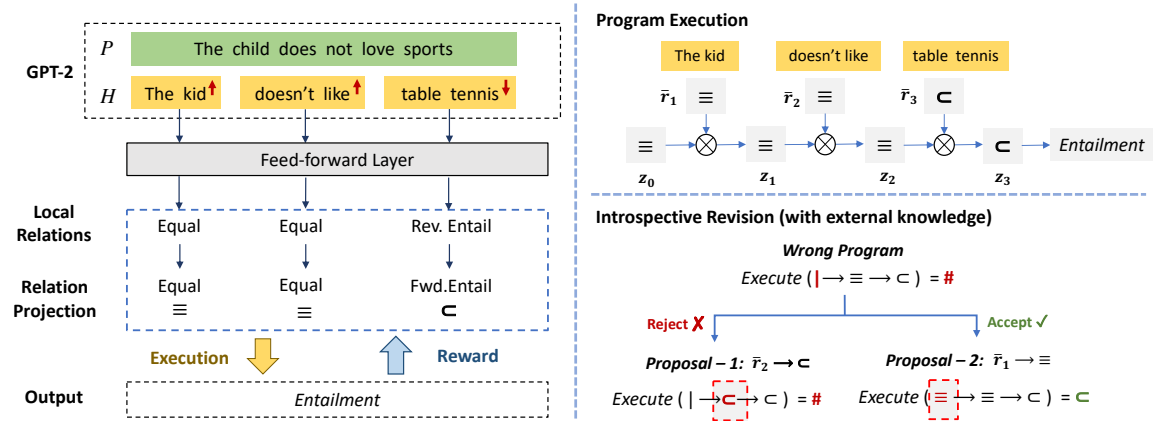 GPT-2
P
The child does not love sports
H
The kid
doesn't like
table tennis
Feed-forward Layer
Local
Relations
Equal
Equal
Rev. Entail
Relation
Projection
Equal
Equal
Fwd.Entail
≡
≡
⊂
Execution
Reward
Output
Entailment
Program Execution
The kid
doesn't like
table tennis
r̄₁ ≡
r̄₂ ≡
r̄₃ ⊂
≡ ⊗ ≡ ⊗ ≡ ⊗ ⊂ Entailment
z₀ z₁ z₂ z₃
Introspective Revision (with external knowledge)
Wrong Program
Execute ( | → ≡ → ⊂ ) = #
Reject ✗
Accept ✓
Proposal – 1: r̄₂ → ⊂
Proposal – 2: r̄₁ → ≡
Execute ( | → ⊂ → ⊂ ) = #
Execute ( ≡ → ≡ → ⊂ ) = ⊂